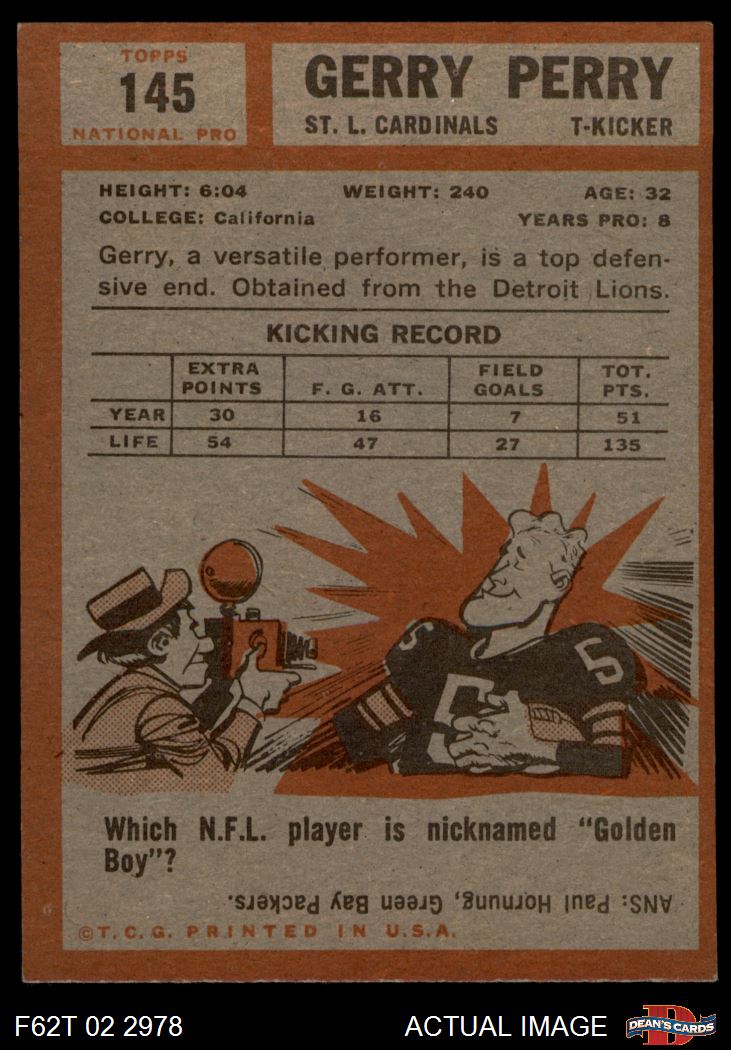 TOPPS
145
NATIONAL PRO
GERRY PERRY
ST. L. CARDINALS T-KICKER
HEIGHT: 6:04 WEIGHT: 240 AGE: 32
COLLEGE: California YEARS PRO: 8
Gerry, a versatile performer, is a top defen-
sive end. Obtained from the Detroit Lions.
KICKING RECORD
EXTRA POINTS F. G. ATT. FIELD GOALS TOT. PTS.
YEAR 30 16 7 51
LIFE 54 47 27 135
5 5
5
Which N.F.L. player is nicknamed "Golden
Boy"?
ANS: Paul Hornung, Green Bay Packers.
©T.C.G. PRINTED IN U.S.A.
F62T 02 2978 ACTUAL IMAGE D DEAN'S CARDS